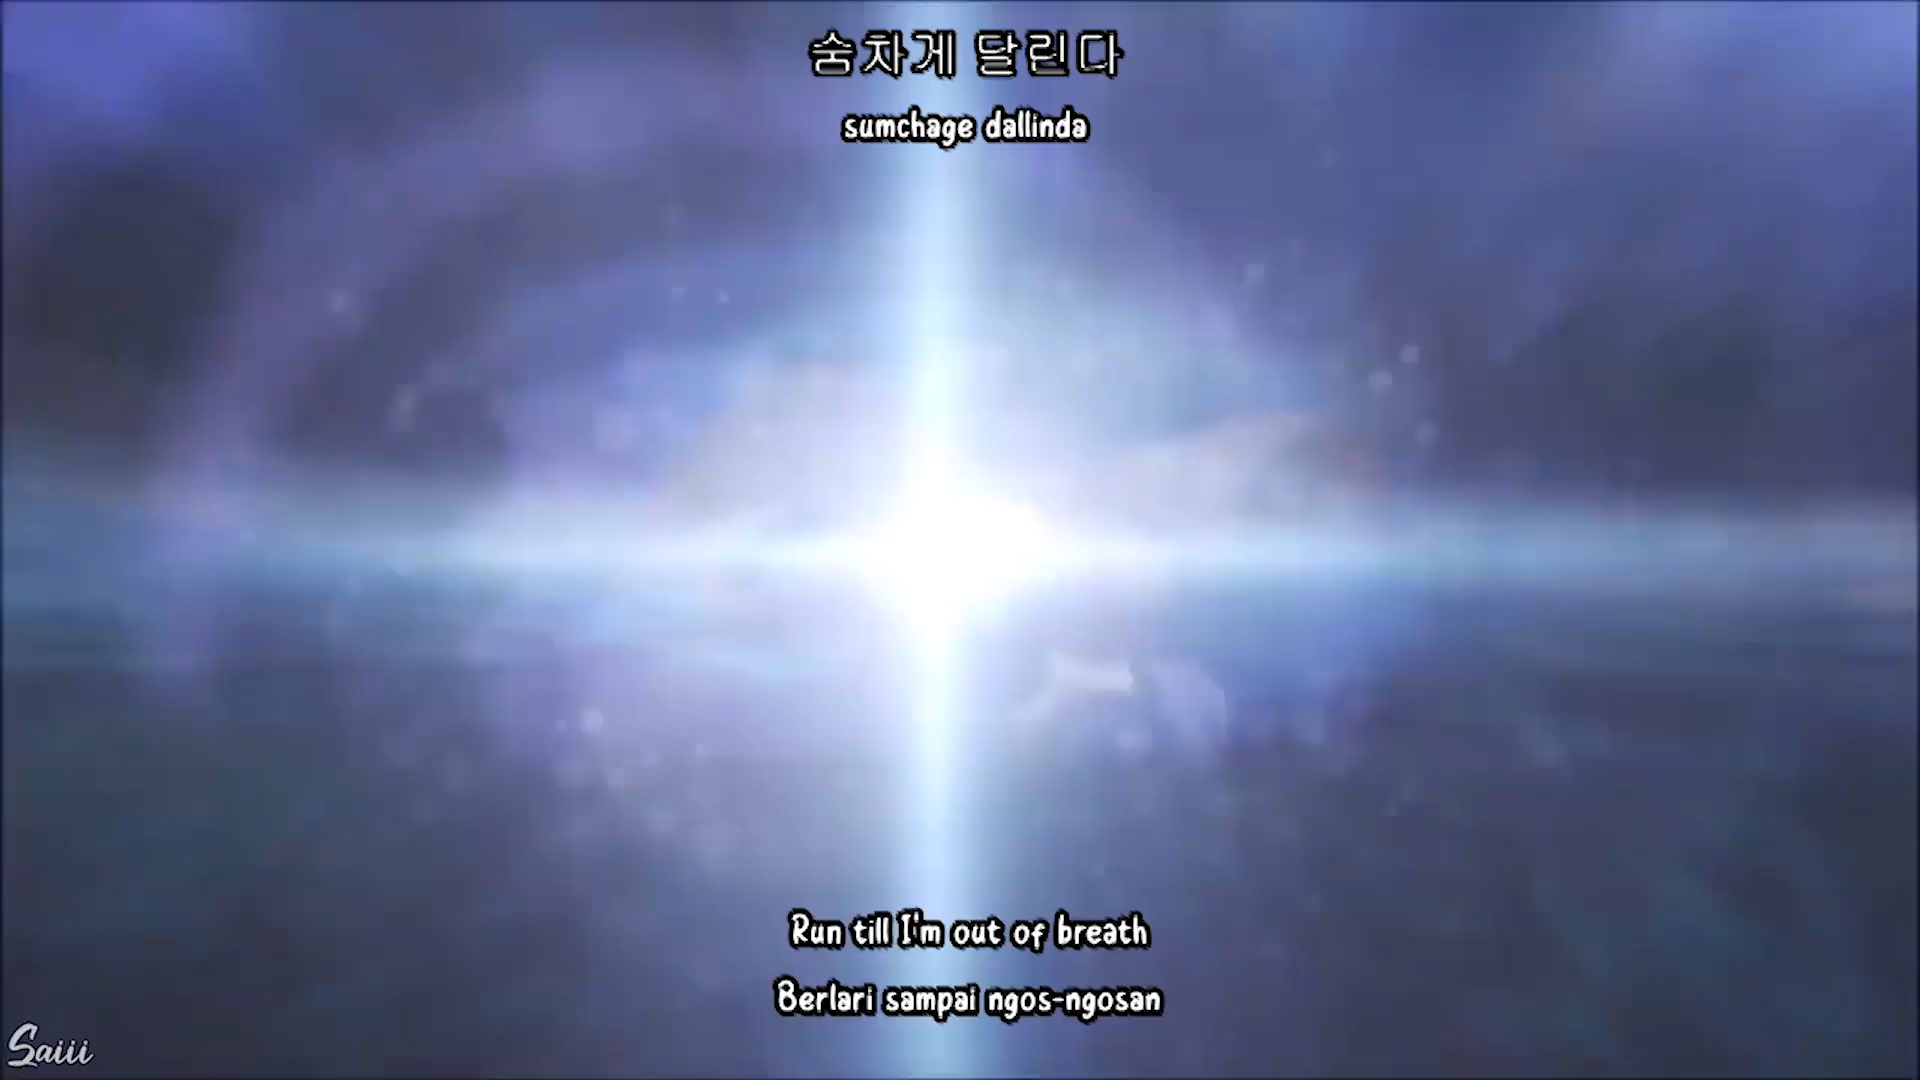 숨차게 달린다
sumchage dallinda
Run till I'm out of breath
Berlari sampai ngos-ngosan
Saiii